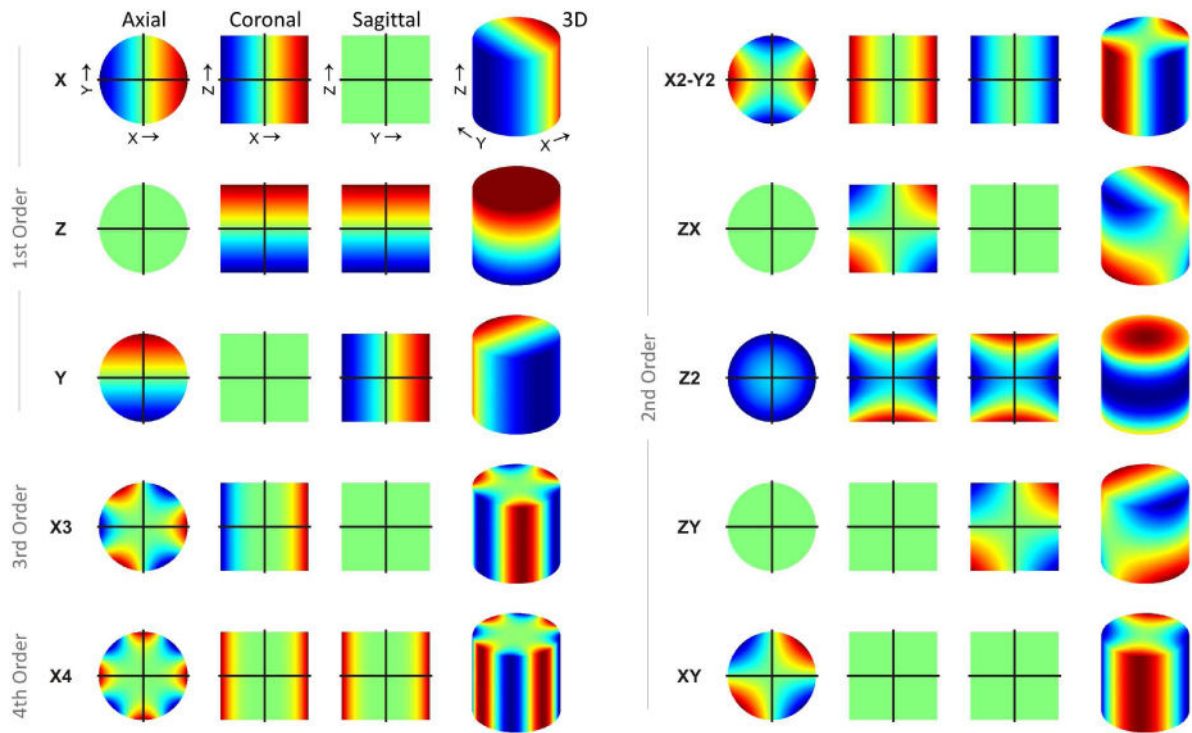 Axial Coronal Sagittal 3D
X
Y →
X →
Z →
X →
Z →
Y →
Z →
← Y
X →
1st Order
Z
Y
3rd Order
X3
4th Order
X4
X2-Y2
ZX
2nd Order
Z2
ZY
XY